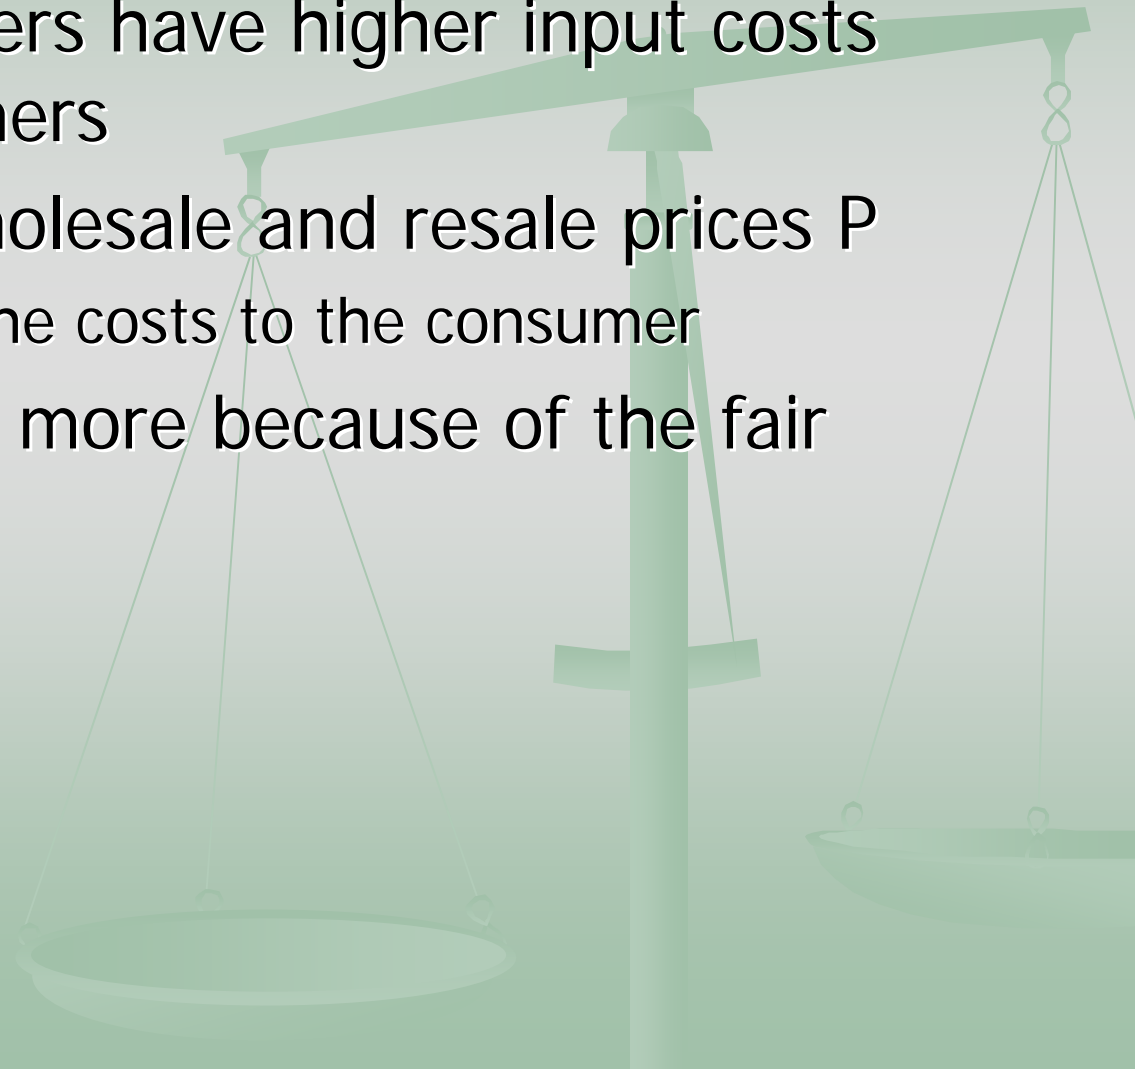 ers have higher input costs
ners
holesale and resale prices P
he costs to the consumer
more because of the fair